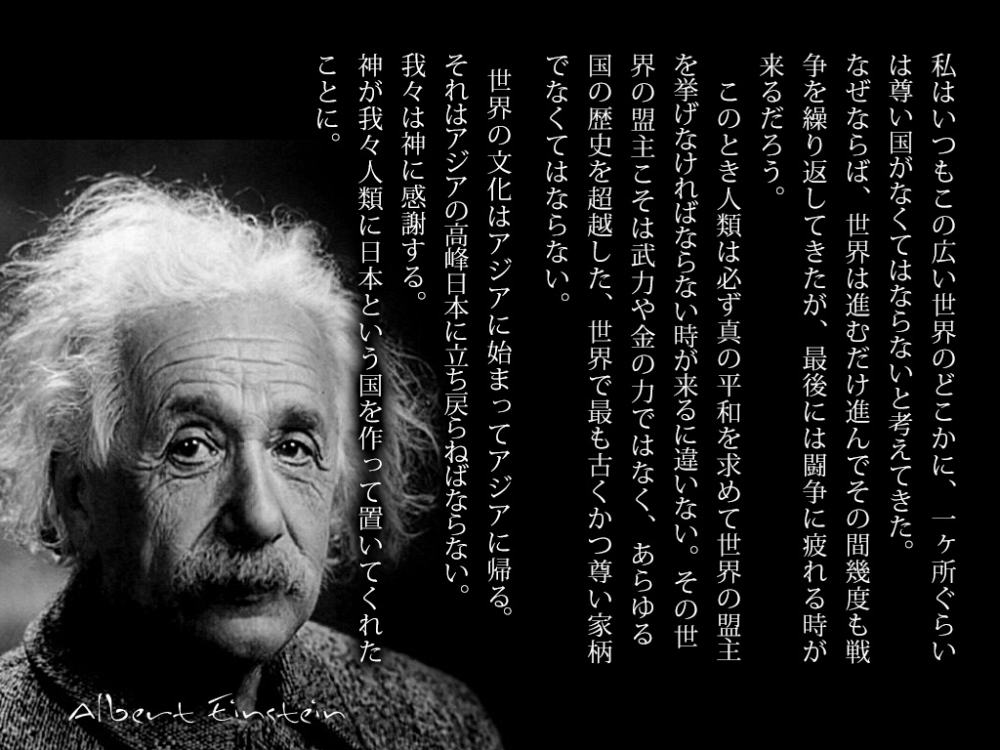 私はいつもこの広い世界のどこかに、一ヶ所ぐらい
は尊い国がなくてはならないと考えてきた。
なぜならば、世界は進むだけ進んでその間幾度も戦
争を繰り返してきたが、最後には闘争に疲れる時が
来るだろう。
このとき人類は必ず真の平和を求めて世界の盟主
を挙げなければならない時が来るに違いない。その世
界の盟主こそは武力や金の力ではなく、あらゆる
国の歴史を超越した、世界で最も古くかつ尊い家柄
でなくてはならない。
世界の文化はアジアに始まってアジアに帰る。
それはアジアの高峰日本に立ち戻らねばならない。
我々は神に感謝する。
神が我々人類に日本という国を作って置いてくれた
ことに。
Albert Einstein